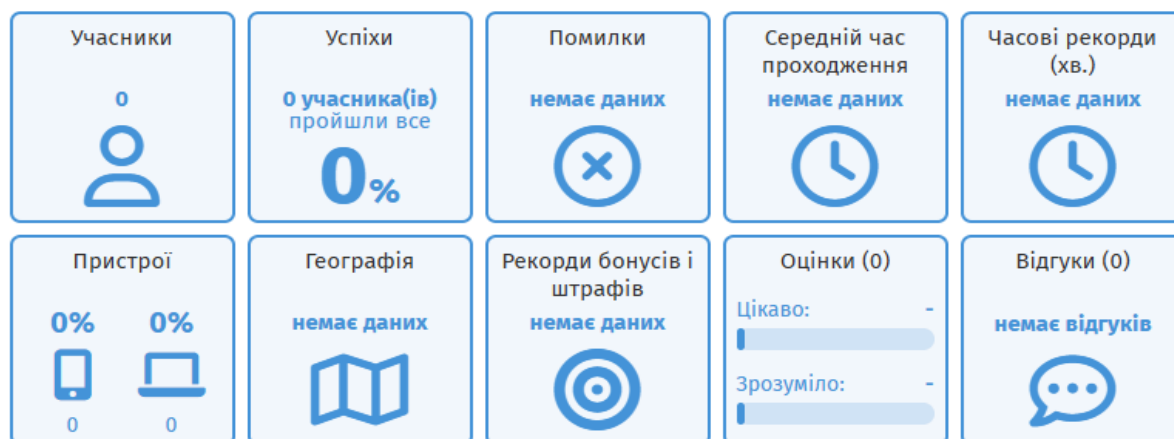 Учасники
0
Успіхи
0 учасника(ів)
пройшли все
0%
Помилки
немає даних
Середній час
проходження
немає даних
Часові рекорди
(хв.)
немає даних
Пристрої
0% 0%
0 0
Географія
немає даних
Рекорди бонусів і
штрафів
немає даних
Оцінки (0)
Цікаво: -
Зрозуміло: -
Відгуки (0)
немає відгуків